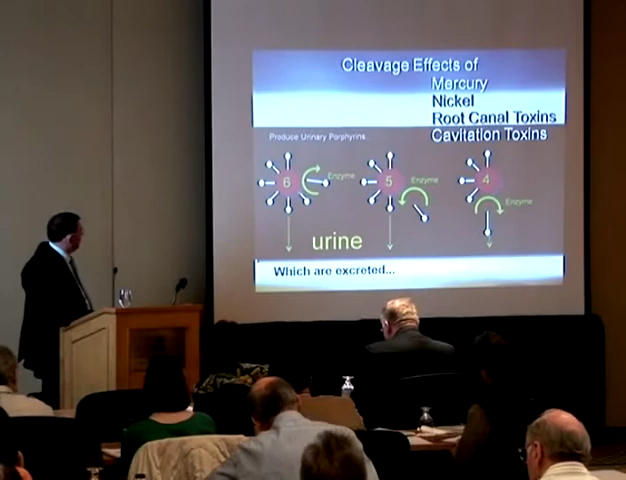 Cleavage Effects of
Mercury
Nickel
Root Canal Toxins
Cavitation Toxins
Produce Urinary Porphyrins
6 Enzyme 5 Enzyme 4 Enzyme
urine
Which are excreted...